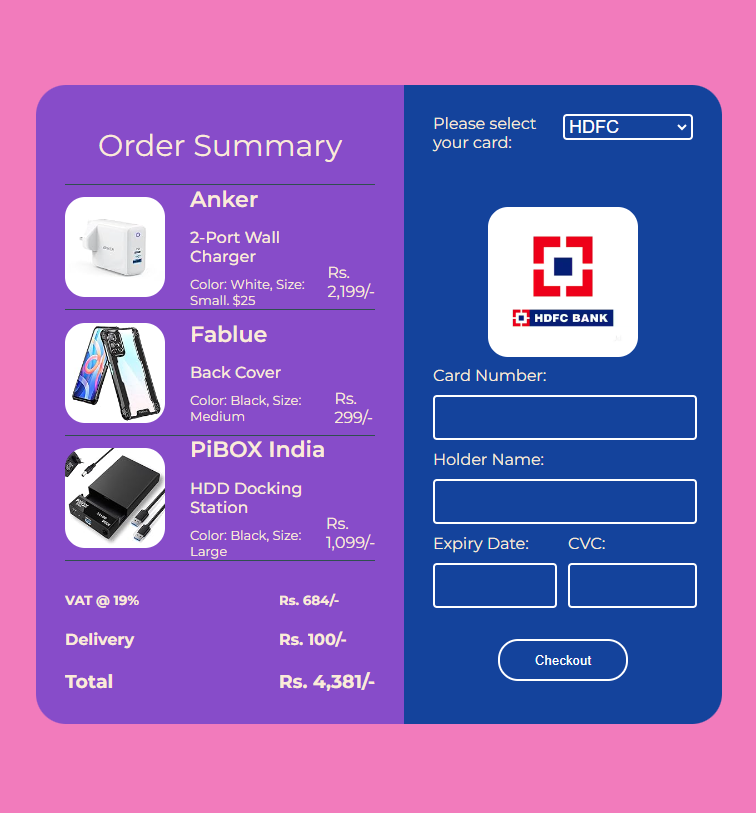 Order Summary
Anker
2-Port Wall
Charger
Color: White, Size:
Small. $25
Rs.
2,199/-
Fablue
Back Cover
Color: Black, Size:
Medium
Rs.
299/-
PiBOX India
HDD Docking
Station
Color: Black, Size:
Large
Rs.
1,099/-
VAT @ 19% Rs. 684/-
Delivery Rs. 100/-
Total Rs. 4,381/-
Please select
your card:
HDFC
HDFC BANK
Card Number:
Holder Name:
Expiry Date: CVC:
Checkout